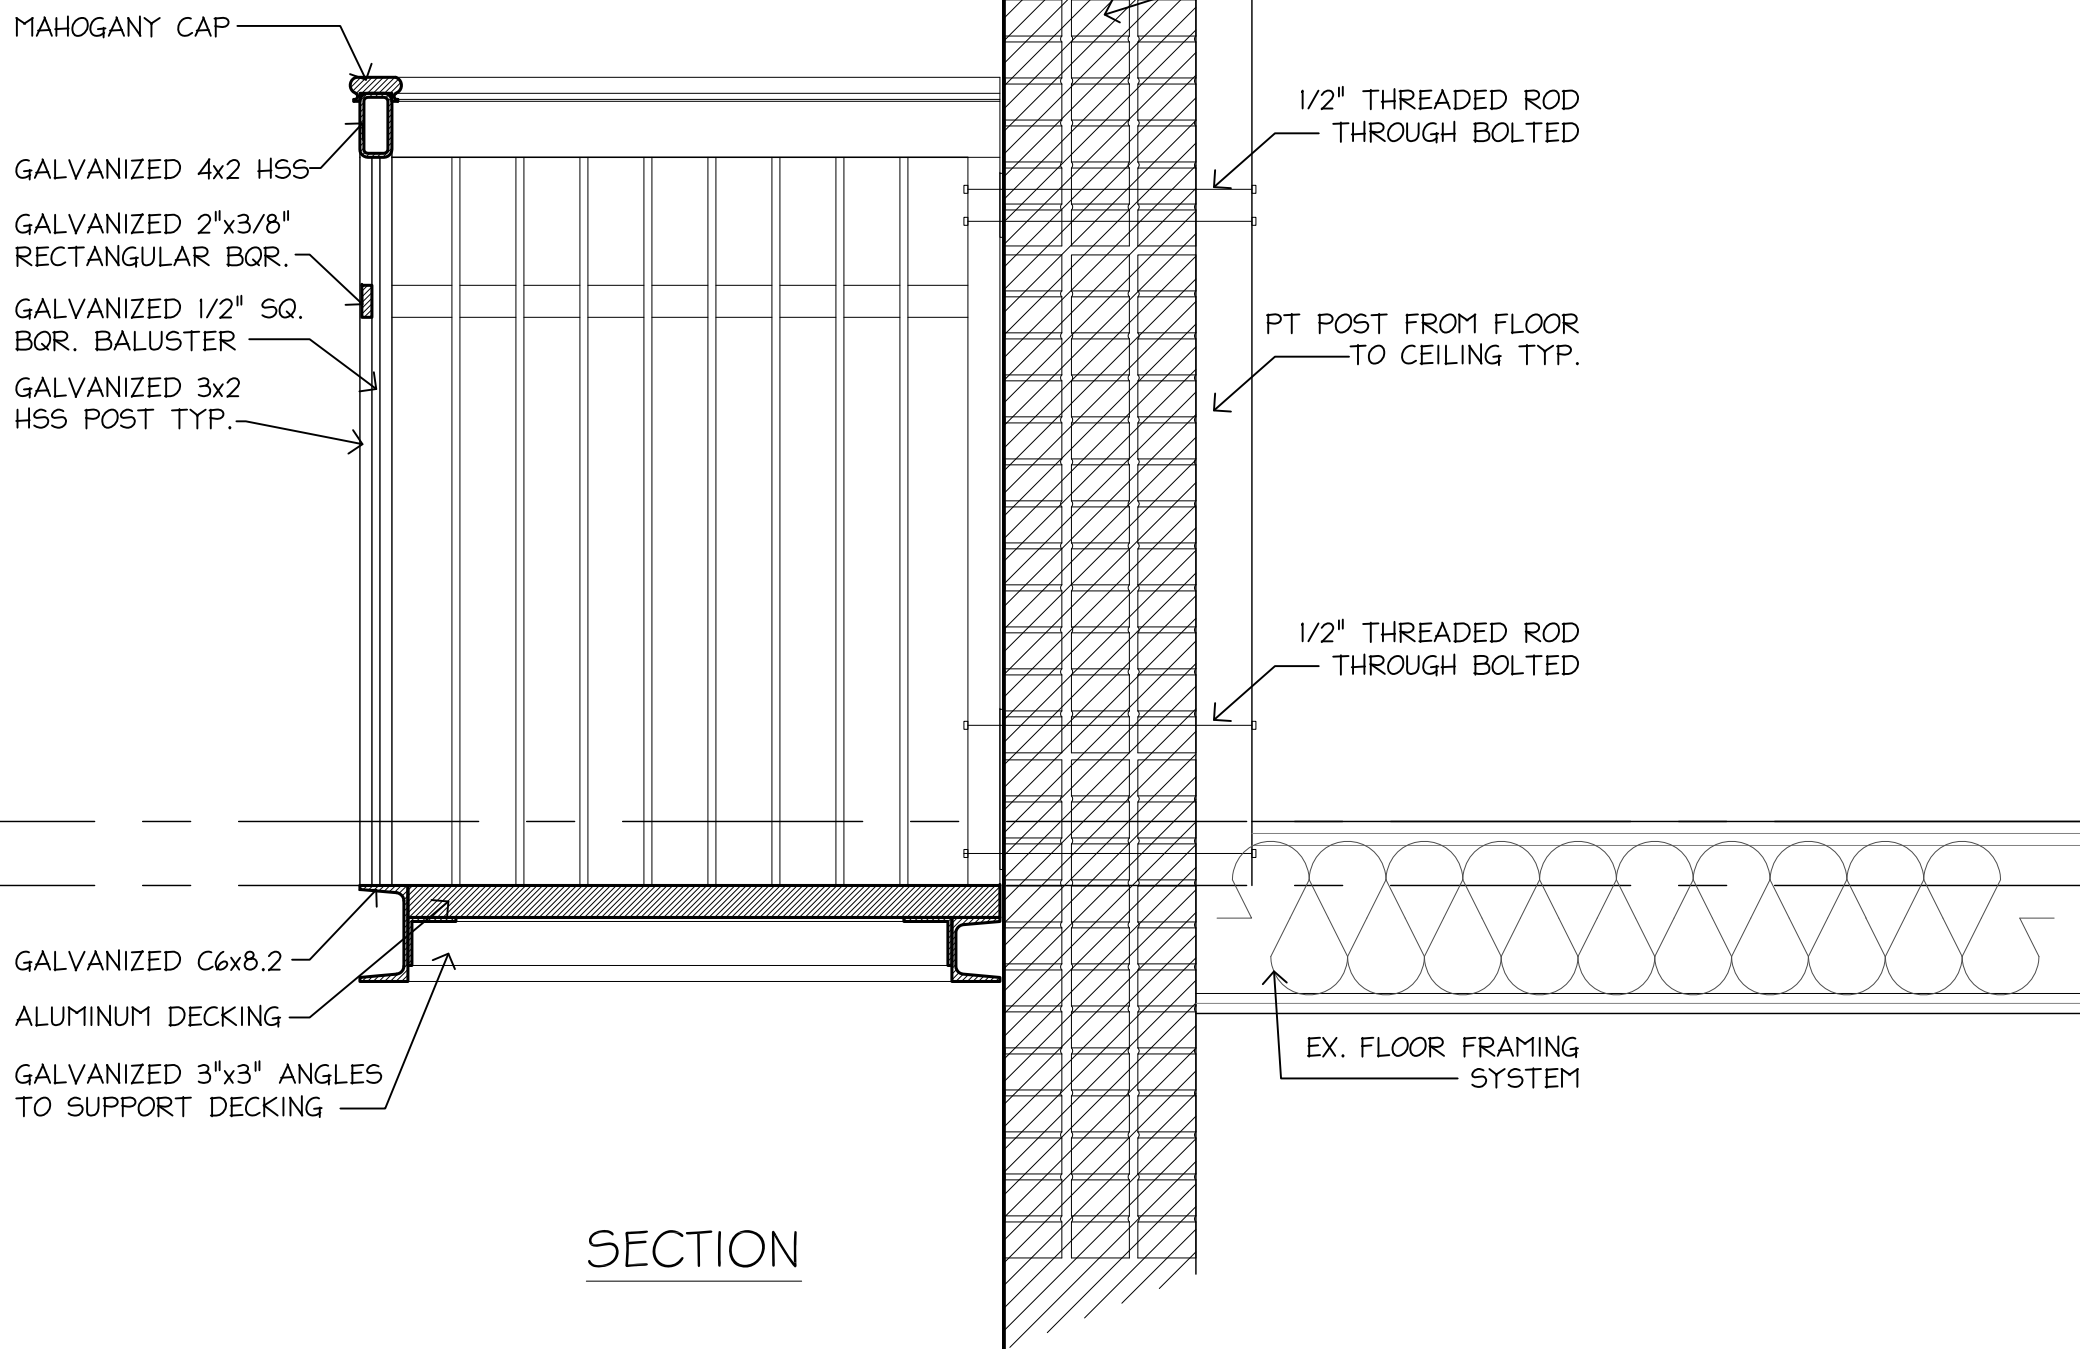 MAHOGANY CAP
GALVANIZED 4x2 HSS
GALVANIZED 2"x3/8"
RECTANGULAR BQR.
GALVANIZED 1/2" SQ.
BQR. BALUSTER
GALVANIZED 3x2
HSS POST TYP.
GALVANIZED C6x8.2
ALUMINUM DECKING
GALVANIZED 3"x3" ANGLES
TO SUPPORT DECKING
1/2" THREADED ROD
THROUGH BOLTED
PT POST FROM FLOOR
TO CEILING TYP.
1/2" THREADED ROD
THROUGH BOLTED
EX. FLOOR FRAMING
SYSTEM
SECTION